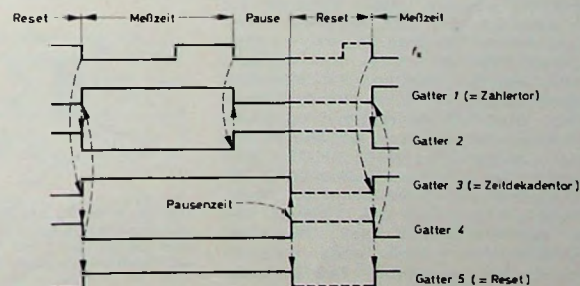 Reset Meßzeit Pause Reset Meßzeit
fx
Gatter 1 (= Zählertor)
Gatter 2
Gatter 3 (= Zeitdekadentor)
Pausenzeit
Gatter 4
Gatter 5 (= Reset)